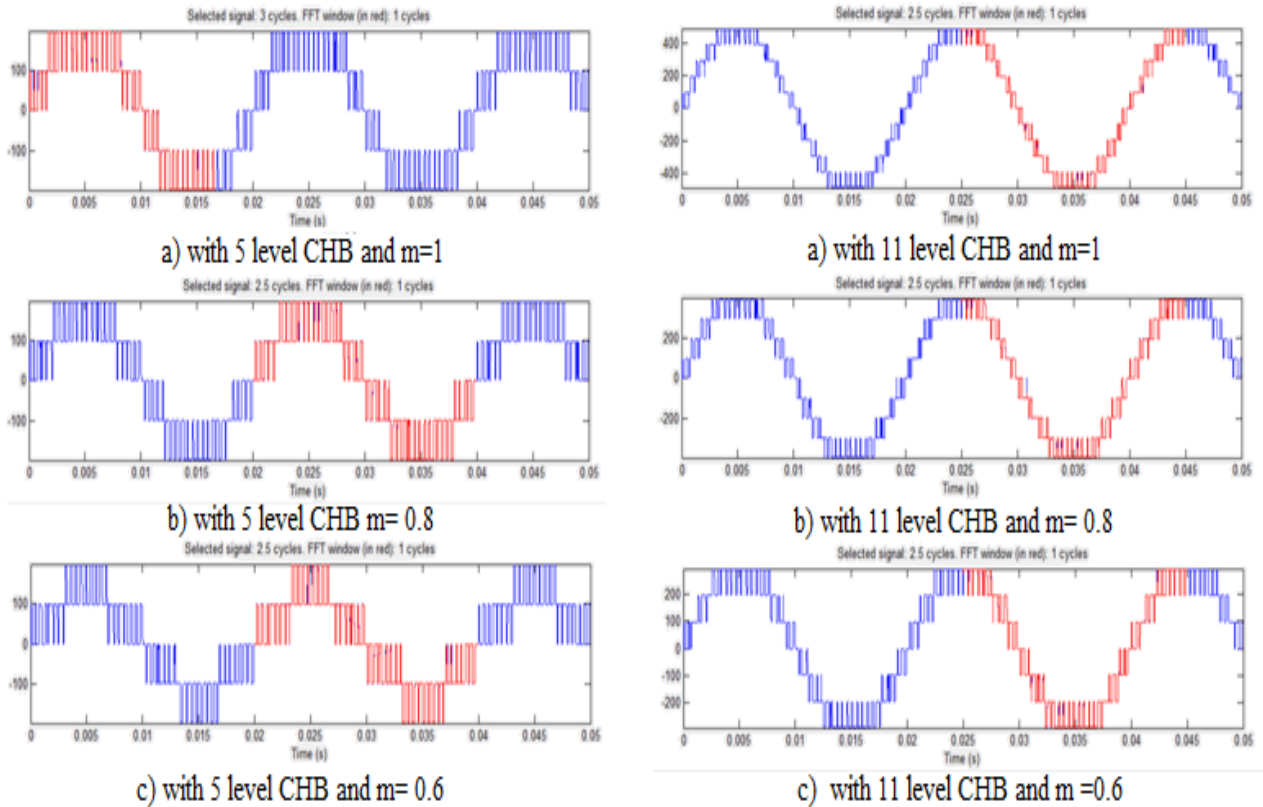 Selected signal: 3 cycles. FFT window (in red): 1 cycles
100
0
-100
0 0.005 0.01 0.015 0.02 0.025 0.03 0.035 0.04 0.045 0.05
Time (s)
a) with 5 level CHB and m=1
Selected signal: 2.5 cycles. FFT window (in red): 1 cycles
100
0
-100
0 0.005 0.01 0.015 0.02 0.025 0.03 0.035 0.04 0.045 0.05
Time (s)
b) with 5 level CHB m= 0.8
Selected signal: 2.5 cycles. FFT window (in red): 1 cycles
100
0
-100
0 0.005 0.01 0.015 0.02 0.025 0.03 0.035 0.04 0.045 0.05
Time (s)
c) with 5 level CHB and m= 0.6
Selected signal: 2.5 cycles. FFT window (in red): 1 cycles
400
200
0
-200
-400
0 0.005 0.01 0.015 0.02 0.025 0.03 0.035 0.04 0.045 0.05
Time (s)
a) with 11 level CHB and m=1
Selected signal: 2.5 cycles. FFT window (in red): 1 cycles
200
0
-200
0 0.005 0.01 0.015 0.02 0.025 0.03 0.035 0.04 0.045 0.05
Time (s)
b) with 11 level CHB and m= 0.8
Selected signal: 2.5 cycles. FFT window (in red): 1 cycles
200
100
0
-100
-200
0 0.005 0.01 0.015 0.02 0.025 0.03 0.035 0.04 0.045 0.05
Time (s)
c) with 11 level CHB and m =0.6